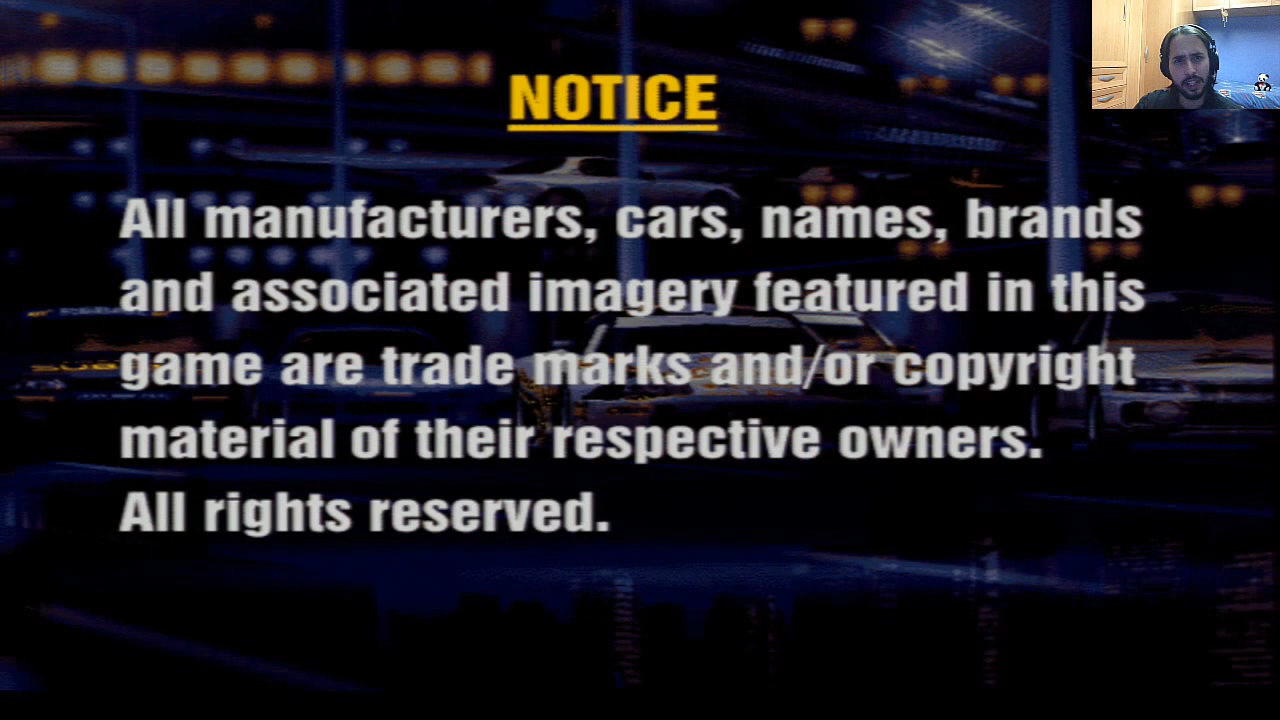 NOTICE
All manufacturers, cars, names, brands
and associated imagery featured in this
game are trade marks and/or copyright
material of their respective owners.
All rights reserved.